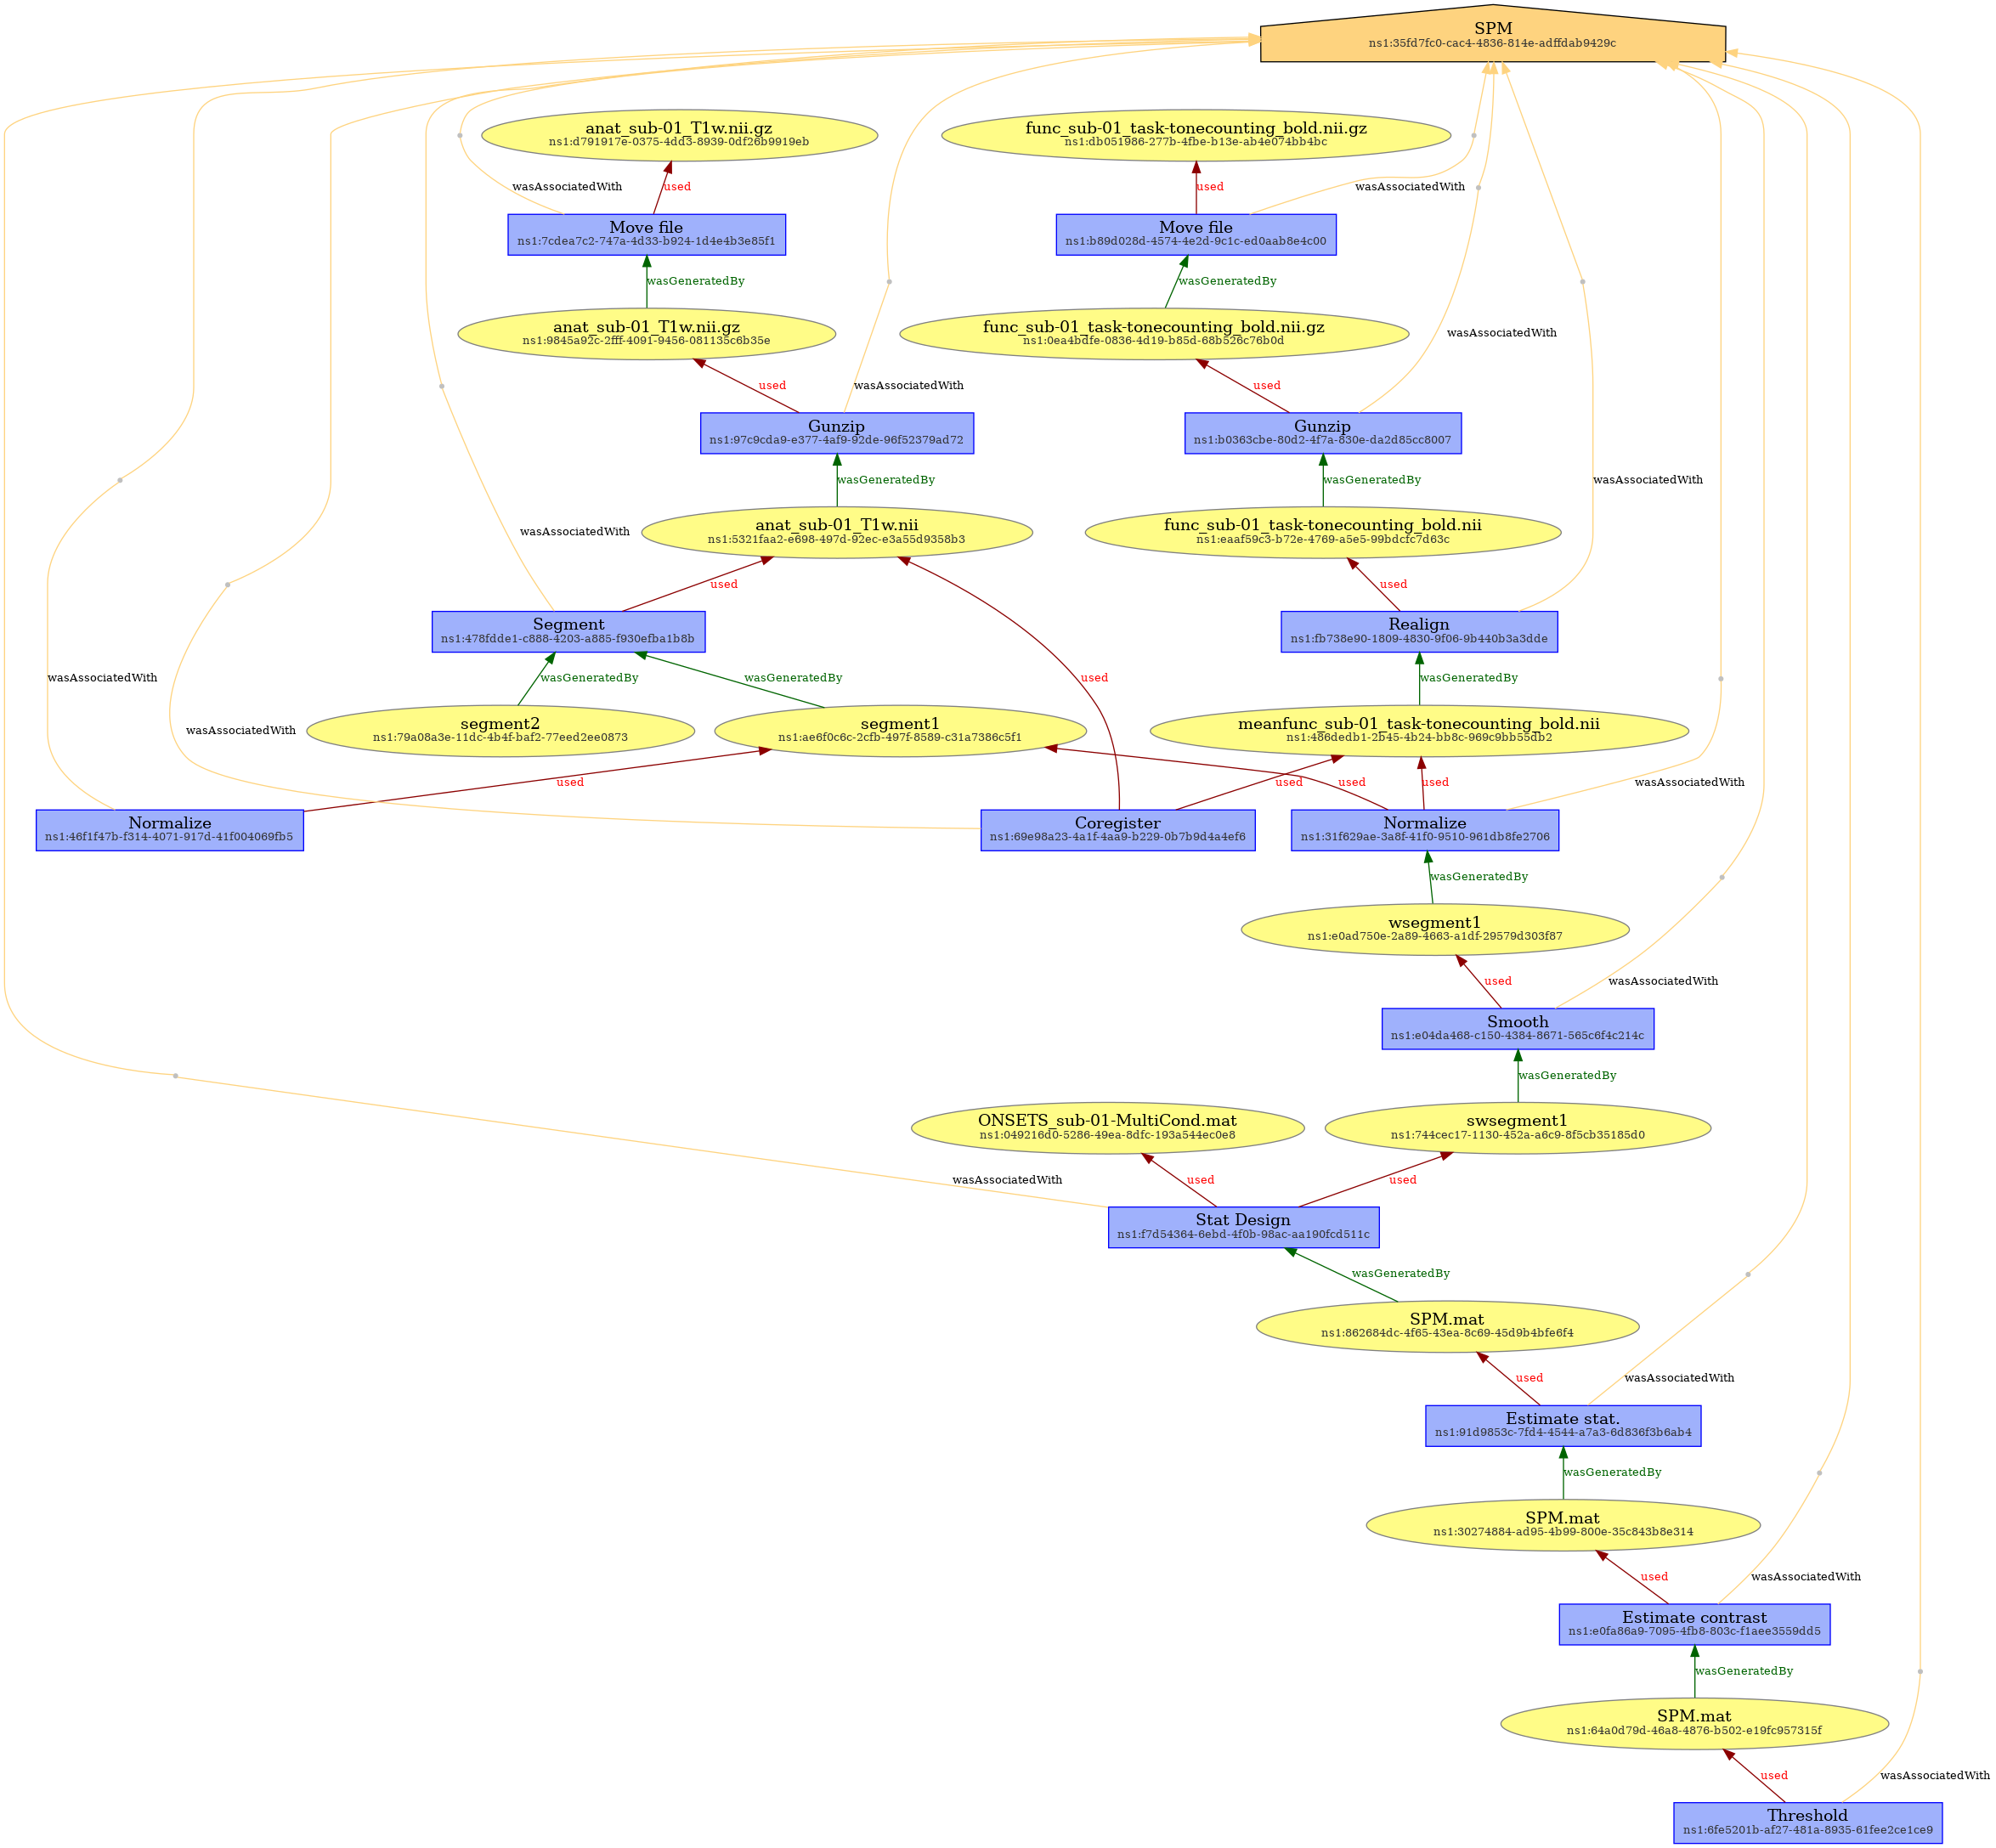 SPM
ns1:35fd7fc0-cac4-4836-814e-adffdab9429c
anat_sub-01_T1w.nii.gz
ns1:d791917e-0375-4dd3-8939-0df26b9919eb
func_sub-01_task-tonecounting_bold.nii.gz
ns1:db051986-277b-4fbe-b13e-ab4e074bb4bc
wasAssociatedWith
used
used
wasAssociatedWith
Move file
ns1:7cdea7c2-747a-4d33-b924-1d4e4b3e85f1
Move file
ns1:b89d028d-4574-4e2d-9c1c-ed0aab8e4c00
wasGeneratedBy
wasGeneratedBy
anat_sub-01_T1w.nii.gz
ns1:9845a92c-2fff-4091-9456-081135c6b35e
func_sub-01_task-tonecounting_bold.nii.gz
ns1:0ea4bdfe-0836-4d19-b85d-68b526c76b0d
wasAssociatedWith
used
wasAssociatedWith
used
Gunzip
ns1:97c9cda9-e377-4af9-92de-96f52379ad72
Gunzip
ns1:b0363cbe-80d2-4f7a-830e-da2d85cc8007
wasGeneratedBy
wasGeneratedBy
wasAssociatedWith
anat_sub-01_T1w.nii
ns1:5321faa2-e698-497d-92ec-e3a55d9358b3
func_sub-01_task-tonecounting_bold.nii
ns1:eaaf59c3-b72e-4769-a5e5-99bdcfc7d63c
wasAssociatedWith
used
used
Segment
ns1:478fdde1-c888-4203-a885-f930efba1b8b
Realign
ns1:fb738e90-1809-4830-9f06-9b440b3a3dde
wasAssociatedWith
wasGeneratedBy
wasGeneratedBy
used
wasGeneratedBy
segment2
ns1:79a08a3e-11dc-4b4f-baf2-77eed2ee0873
segment1
ns1:ae6f0c6c-2cfb-497f-8589-c31a7386c5f1
meanfunc_sub-01_task-tonecounting_bold.nii
ns1:486dedb1-2b45-4b24-bb8c-969c9bb55db2
wasAssociatedWith
used
used
used
used
wasAssociatedWith
Normalize
ns1:46f1f47b-f314-4071-917d-41f004069fb5
Coregister
ns1:69e98a23-4a1f-4aa9-b229-0b7b9d4a4ef6
Normalize
ns1:31f629ae-3a8f-41f0-9510-961db8fe2706
wasGeneratedBy
wsegment1
ns1:e0ad750e-2a89-4663-a1df-29579d303f87
used
wasAssociatedWith
Smooth
ns1:e04da468-c150-4384-8671-565c6f4c214c
wasGeneratedBy
ONSETS_sub-01-MultiCond.mat
ns1:049216d0-5286-49ea-8dfc-193a544ec0e8
swsegment1
ns1:744cec17-1130-452a-a6c9-8f5cb35185d0
wasAssociatedWith
used
used
Stat Design
ns1:f7d54364-6ebd-4f0b-98ac-aa190fcd511c
wasGeneratedBy
SPM.mat
ns1:862684dc-4f65-43ea-8c69-45d9b4bfe6f4
used
wasAssociatedWith
Estimate stat.
ns1:91d9853c-7fd4-4544-a7a3-6d836f3b6ab4
wasGeneratedBy
SPM.mat
ns1:30274884-ad95-4b99-800e-35c843b8e314
used
wasAssociatedWith
Estimate contrast
ns1:e0fa86a9-7095-4fb8-803c-f1aee3559dd5
wasGeneratedBy
SPM.mat
ns1:64a0d79d-46a8-4876-b502-e19fc957315f
used
wasAssociatedWith
Threshold
ns1:6fe5201b-af27-481a-8935-61fee2ce1ce9